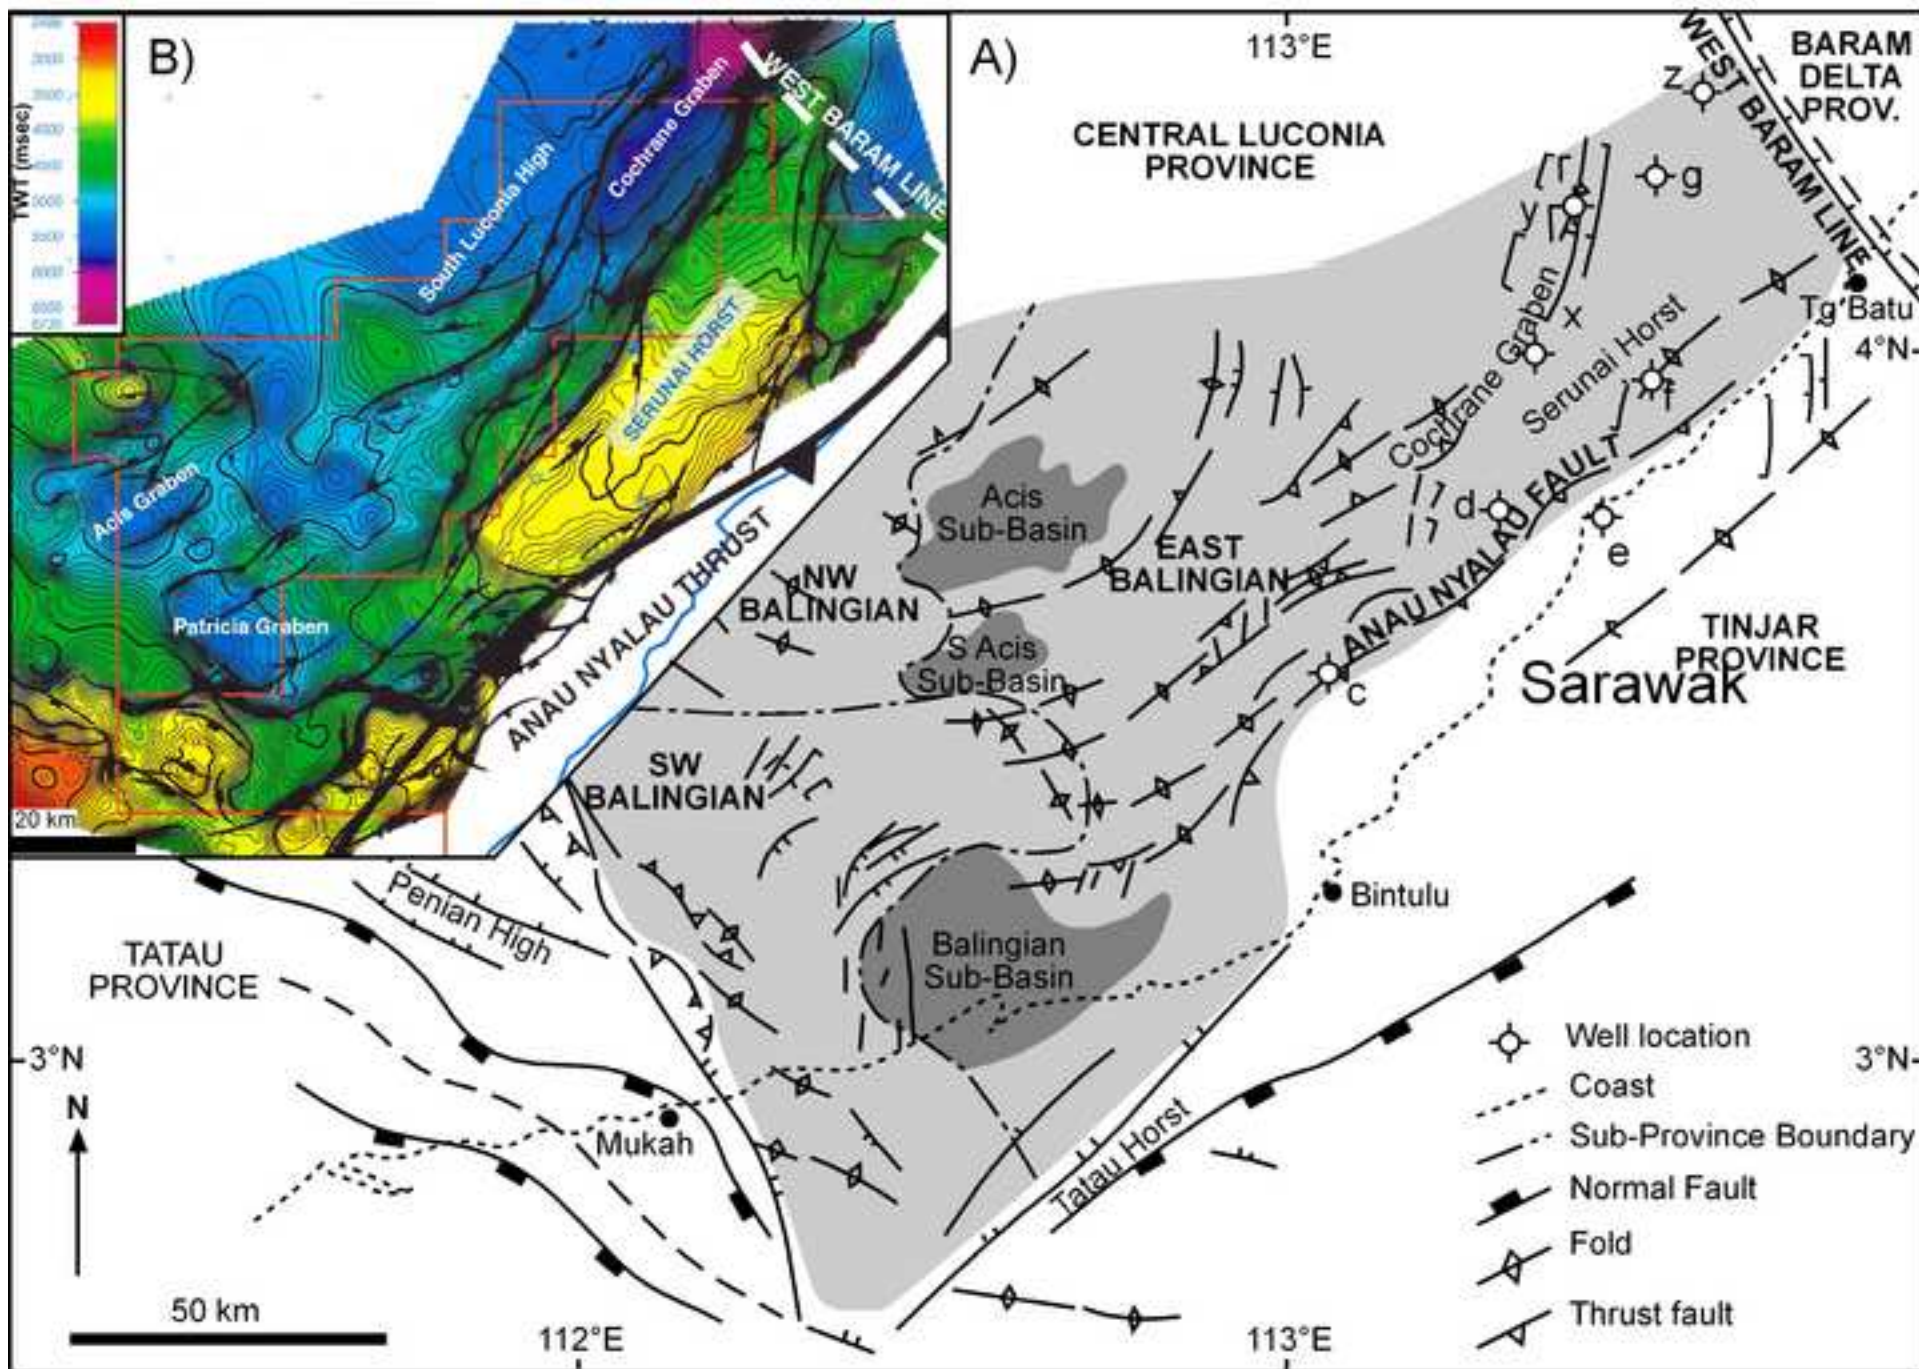 B)
TWT (msec)
South Luconia High
Cochrane Graben
WEST BARAM LINE
SERUNAI HORST
Acis Graben
Patricia Graben
ANAU NYALAU THRUST
20 km
A)
113°E
WEST BARAM LINE
BARAM
DELTA
PROV.
CENTRAL LUCONIA
PROVINCE
z
g
y
x
Cochrane Graben
Serunai Horst
Tg Batu
4°N
f
d
e
c
ANAU NYALAU FAULT
Acis
Sub-Basin
EAST
BALINGIAN
NW
BALINGIAN
S Acis
Sub-Basin
TINJAR
PROVINCE
Sarawak
SW
BALINGIAN
Penian High
TATAU
PROVINCE
Balingian
Sub-Basin
Bintulu
3°N
3°N
N
Mukah
Tatau Horst
Well location
Coast
Sub-Province Boundary
Normal Fault
Fold
Thrust fault
50 km
112°E
113°E